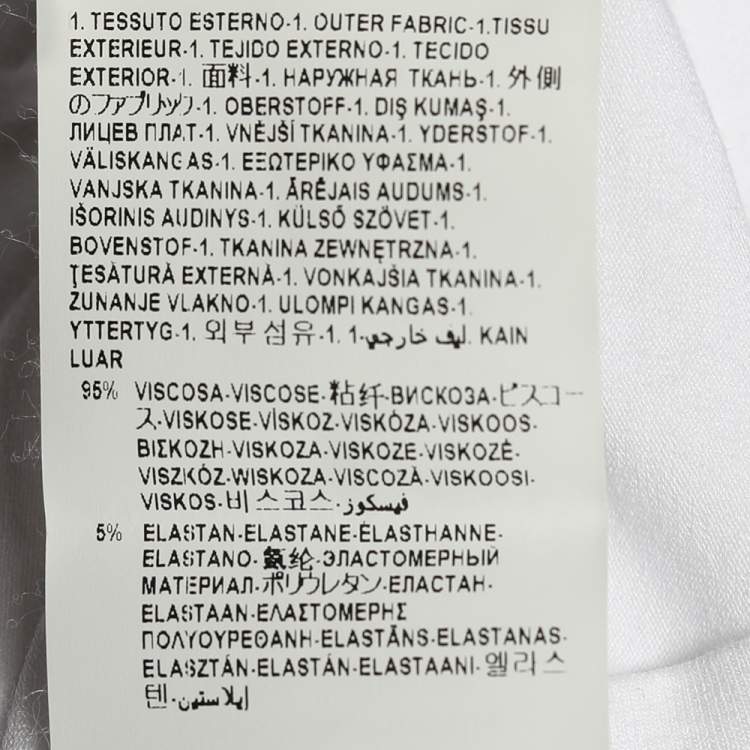 1. TESSUTO ESTERNO-1. OUTER FABRIC-1.TISSU
EXTERIEUR-1. TEJIDO EXTERNO-1. TECIDO
EXTERIOR-1. 面料-1. НАРУЖНАЯ ТКАНЬ-1. 外側
のファブリック-1. OBERSTOFF-1. DIŞ KUMAŞ-1.
ЛИЦЕВ ПЛАТ-1. VNĚJŠÍ TKANINA-1. YDERSTOF-1.
VÄLISKANGAS-1. ΕΞΩΤΕΡΙΚΟ ΥΦΑΣΜΑ-1.
VANJSKA TKANINA-1. ĀRĒJAIS AUDUMS-1.
IŠORINIS AUDINYS-1. KÜLSŐ SZÖVET-1.
BOVENSTOF-1. TKANINA ZEWNĘTRZNA-1.
ŢESĂTURĂ EXTERNĂ-1. VONKAJŠIA TKANINA-1.
ZUNANJE VLAKNO-1. ULOMPI KANGAS-1.
YTTERTYG-1. 외부 섬유-1. 1-ليف خارجي. KAIN
LUAR
95% VISCOSA-VISCOSE-粘纤-ВИСКОЗА-ビスコー
ス-VISKOSE-VİSKOZ-VISKÓZA-VISKOOS-
ΒΙΣΚΟΖΗ-VISKOZA-VISKOZE-VISKOZĖ-
VISZKÓZ-WISKOZA-VISCOZĂ-VISKOOSI-
VISKOS-비스코스-فيسكوز
5% ELASTAN-ELASTANE-ÉLASTHANNE-
ELASTANO-氨纶-ЭЛАСТОМЕРНЫЙ
МАТЕРИАЛ-ポリウレタン-ЕЛАСТАН-
ELASTAAN-ΕΛΑΣΤΟΜΕΡΗΣ
ΠΟΛΥΟΥΡΕΘΑΝΗ-ELASTĀNS-ELASTANAS-
ELASZTÁN-ELASTÁN-ELASTAANI-엘리스
텐-إيلاستين